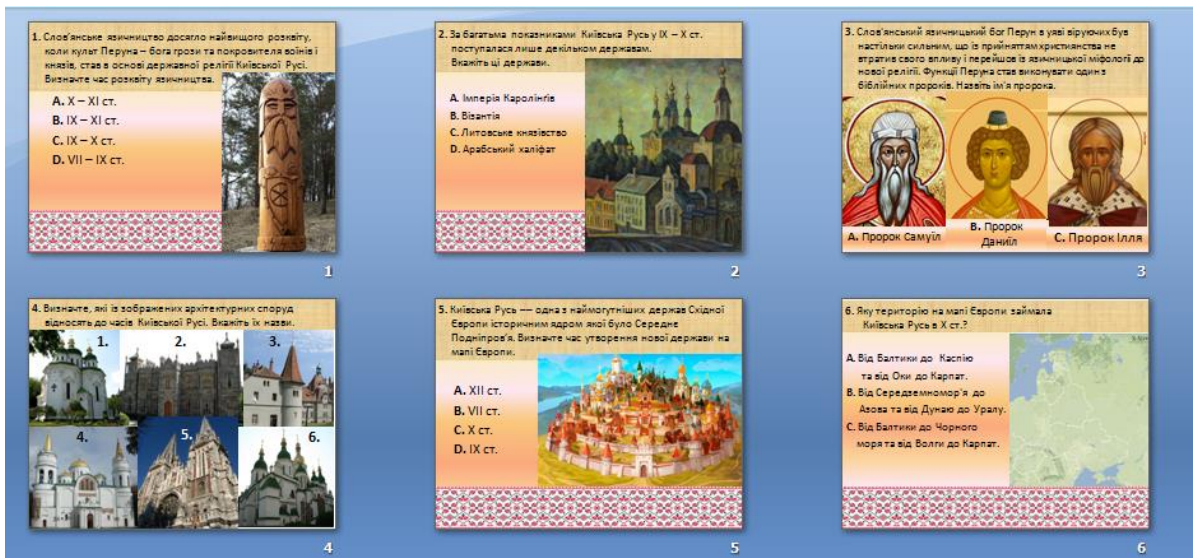 1. Слов'янське язичництво досягло найвищого розквіту,
коли культ Перуна – бога грози та покровителя воїнів і
князів, став в основі державної релігії Київської Русі.
Визначте час розквіту язичництва.
A. X – XI ст.
B. IX – XI ст.
C. IX – X ст.
D. VII – IX ст.
1
2. За багатьма показниками Київська Русь у IX – X ст.
поступалася лише декільком державам.
Вкажіть ці держави.
A. Імперія Каролінгів
B. Візантія
C. Литовське князівство
D. Арабський халіфат
2
3. Слов'янський язичницький бог Перун в уяві віруючих був
настільки сильним, що із прийняттям християнства не
втратив свого впливу і перейшов із язичницької міфології до
нової релігії. Функції Перуна став виконувати один з
біблійних пророків. Назвіть ім'я пророка.
A. Пророк Самуїл
B. Пророк
Даниїл
C. Пророк Ілля
3
4. Визначте, які із зображених архітектурних споруд
відносять до часів Київської Русі. Вкажіть їх назви.
1.
2.
3.
4.
5.
6.
4
5. Київська Русь — одна з наймогутніших держав Східної
Європи історичним ядром якої було Середнє
Подніпров'я. Визначте час утворення нової держави на
мапі Європи.
A. XII ст.
B. VII ст.
C. X ст.
D. IX ст.
5
6. Яку територію на мапі Європи займала
Київська Русь в X ст.?
A. Від Балтики до Каспію
та від Оки до Карпат.
B. Від Середземномор'я до
Азова та від Дунаю до Уралу.
C. Від Балтики до Чорного
моря та від Волги до Карпат.
6